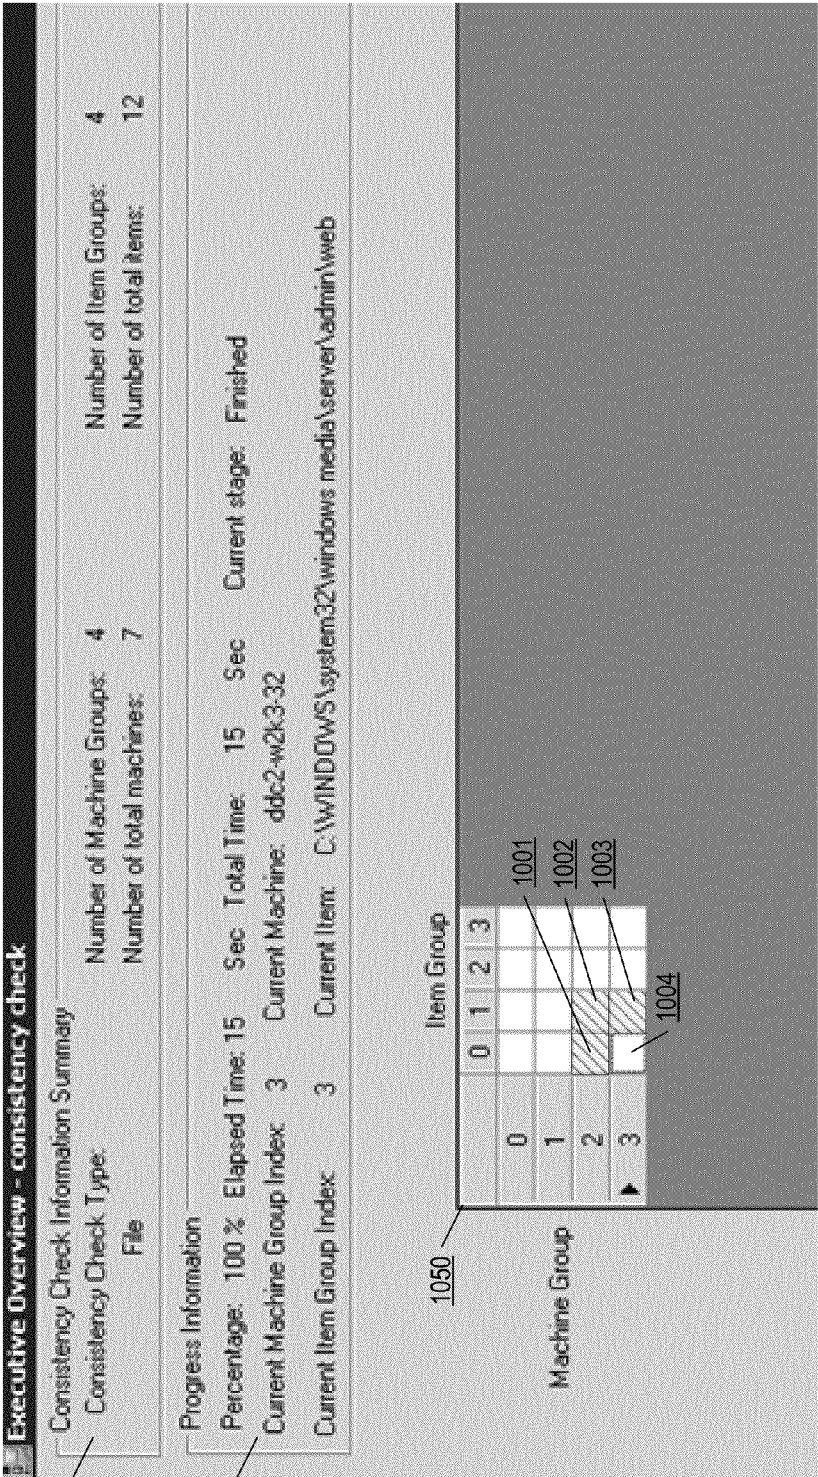 Executive Overview - consistency check
Consistency Check Information Summary
Consistency Check Type: Number of Machine Groups: 4 Number of Item Groups: 4
File Number of total machines: 7 Number of total items: 12
Progress Information
Percentage: 100 % Elapsed Time: 15 Sec Total Time: 15 Sec Current stage: Finished
Current Machine Group Index: 3 Current Machine: ddc2-w2k3-32
Current Item Group Index: 3 Current Item: C:\WINDOWS\system32\windows media\server\admin\web
Item Group
1050
0 1 2 3
Machine Group
0
1
2
3
1001
1002
1003
1004